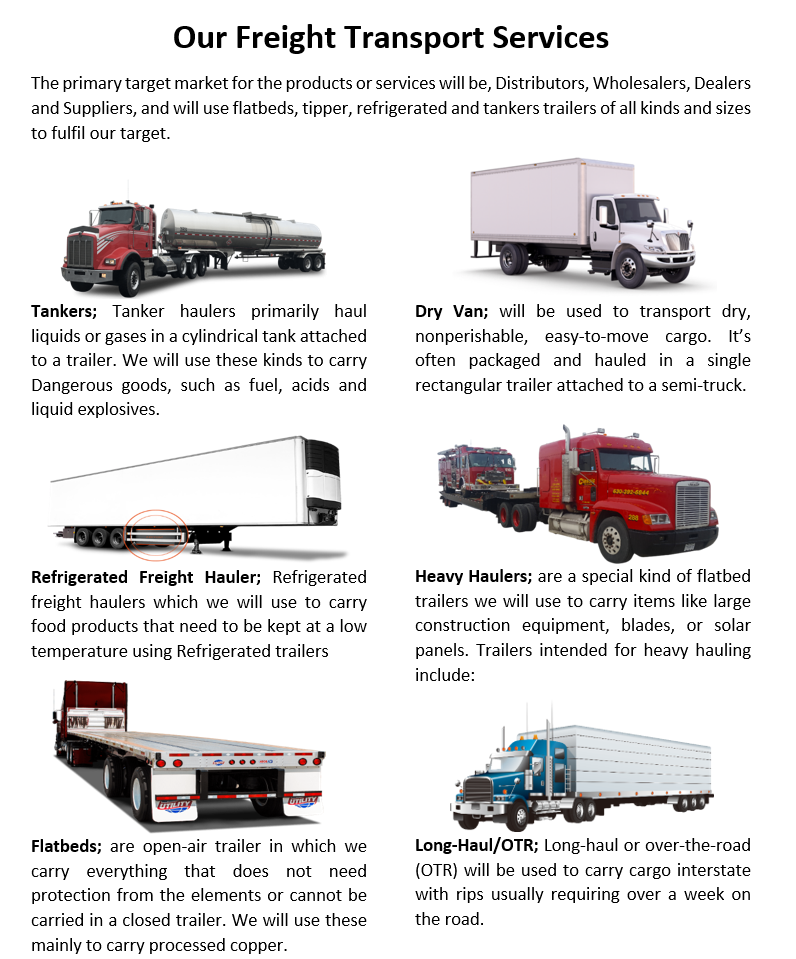 Our Freight Transport Services
The primary target market for the products or services will be, Distributors, Wholesalers, Dealers
and Suppliers, and will use flatbeds, tipper, refrigerated and tankers trailers of all kinds and sizes
to fulfil our target.
Tankers; Tanker haulers primarily haul
liquids or gases in a cylindrical tank attached
to a trailer. We will use these kinds to carry
Dangerous goods, such as fuel, acids and
liquid explosives.
Dry Van; will be used to transport dry,
nonperishable, easy-to-move cargo. It’s
often packaged and hauled in a single
rectangular trailer attached to a semi-truck.
630-292-6644
288
Refrigerated Freight Hauler; Refrigerated
freight haulers which we will use to carry
food products that need to be kept at a low
temperature using Refrigerated trailers
Heavy Haulers; are a special kind of flatbed
trailers we will use to carry items like large
construction equipment, blades, or solar
panels. Trailers intended for heavy hauling
include:
UTILITY
UTILITY
Flatbeds; are open-air trailer in which we
carry everything that does not need
protection from the elements or cannot be
carried in a closed trailer. We will use these
mainly to carry processed copper.
Long-Haul/OTR; Long-haul or over-the-road
(OTR) will be used to carry cargo interstate
with rips usually requiring over a week on
the road.